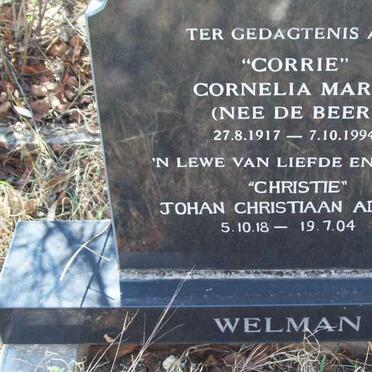 TER GEDAGTENIS A
"CORRIE"
CORNELIA MAR
(NEE DE BEER
27.8.1917 — 7.10.1994
'N LEWE VAN LIEFDE EN
"CHRISTIE"
JOHAN CHRISTIAAN AD
5.10.18 — 19.7.04
WELMAN